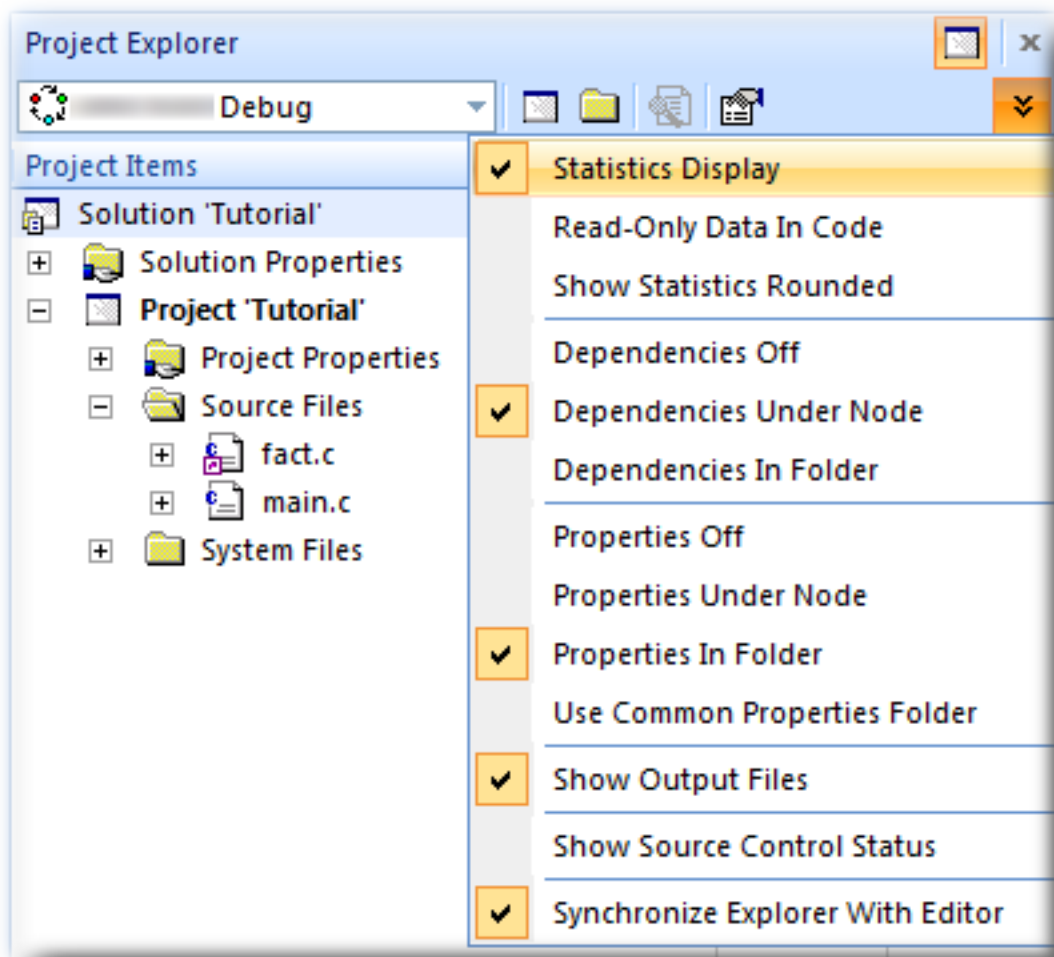 Project Explorer
Debug
Project Items
Solution 'Tutorial'
Solution Properties
Project 'Tutorial'
Project Properties
Source Files
fact.c
main.c
System Files
Statistics Display
Read-Only Data In Code
Show Statistics Rounded
Dependencies Off
Dependencies Under Node
Dependencies In Folder
Properties Off
Properties Under Node
Properties In Folder
Use Common Properties Folder
Show Output Files
Show Source Control Status
Synchronize Explorer With Editor